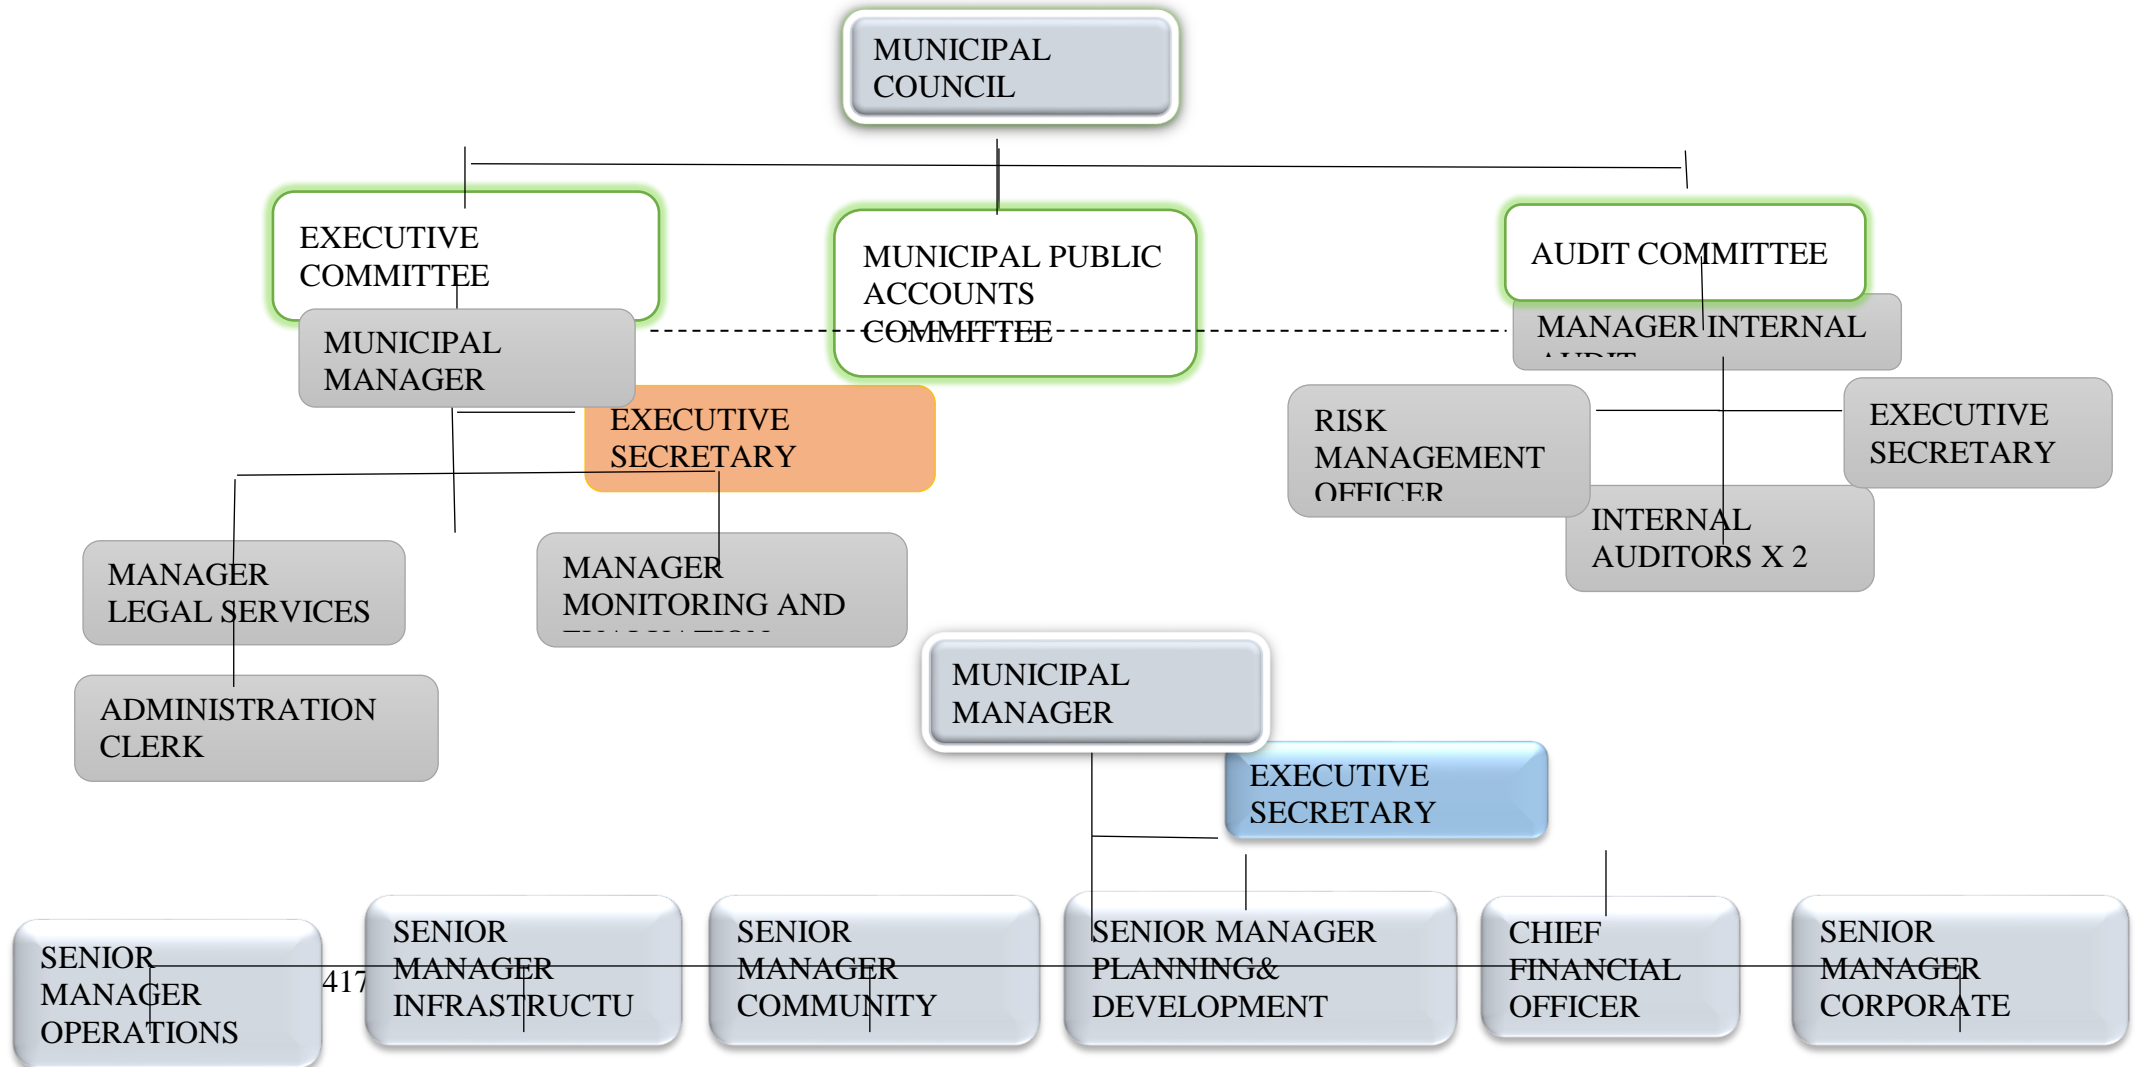 MUNICIPAL
COUNCIL
EXECUTIVE
COMMITTEE
MUNICIPAL PUBLIC
ACCOUNTS
COMMITTEE
AUDIT COMMITTEE
MUNICIPAL
MANAGER
MANAGER INTERNAL
AUDIT
EXECUTIVE
SECRETARY
RISK
MANAGEMENT
OFFICER
EXECUTIVE
SECRETARY
INTERNAL
AUDITORS X 2
MANAGER
LEGAL SERVICES
MANAGER
MONITORING AND
EVALUATION
ADMINISTRATION
CLERK
MUNICIPAL
MANAGER
EXECUTIVE
SECRETARY
SENIOR
MANAGER
OPERATIONS
417
SENIOR
MANAGER
INFRASTRUCTU
SENIOR
MANAGER
COMMUNITY
SENIOR MANAGER
PLANNING&
DEVELOPMENT
CHIEF
FINANCIAL
OFFICER
SENIOR
MANAGER
CORPORATE